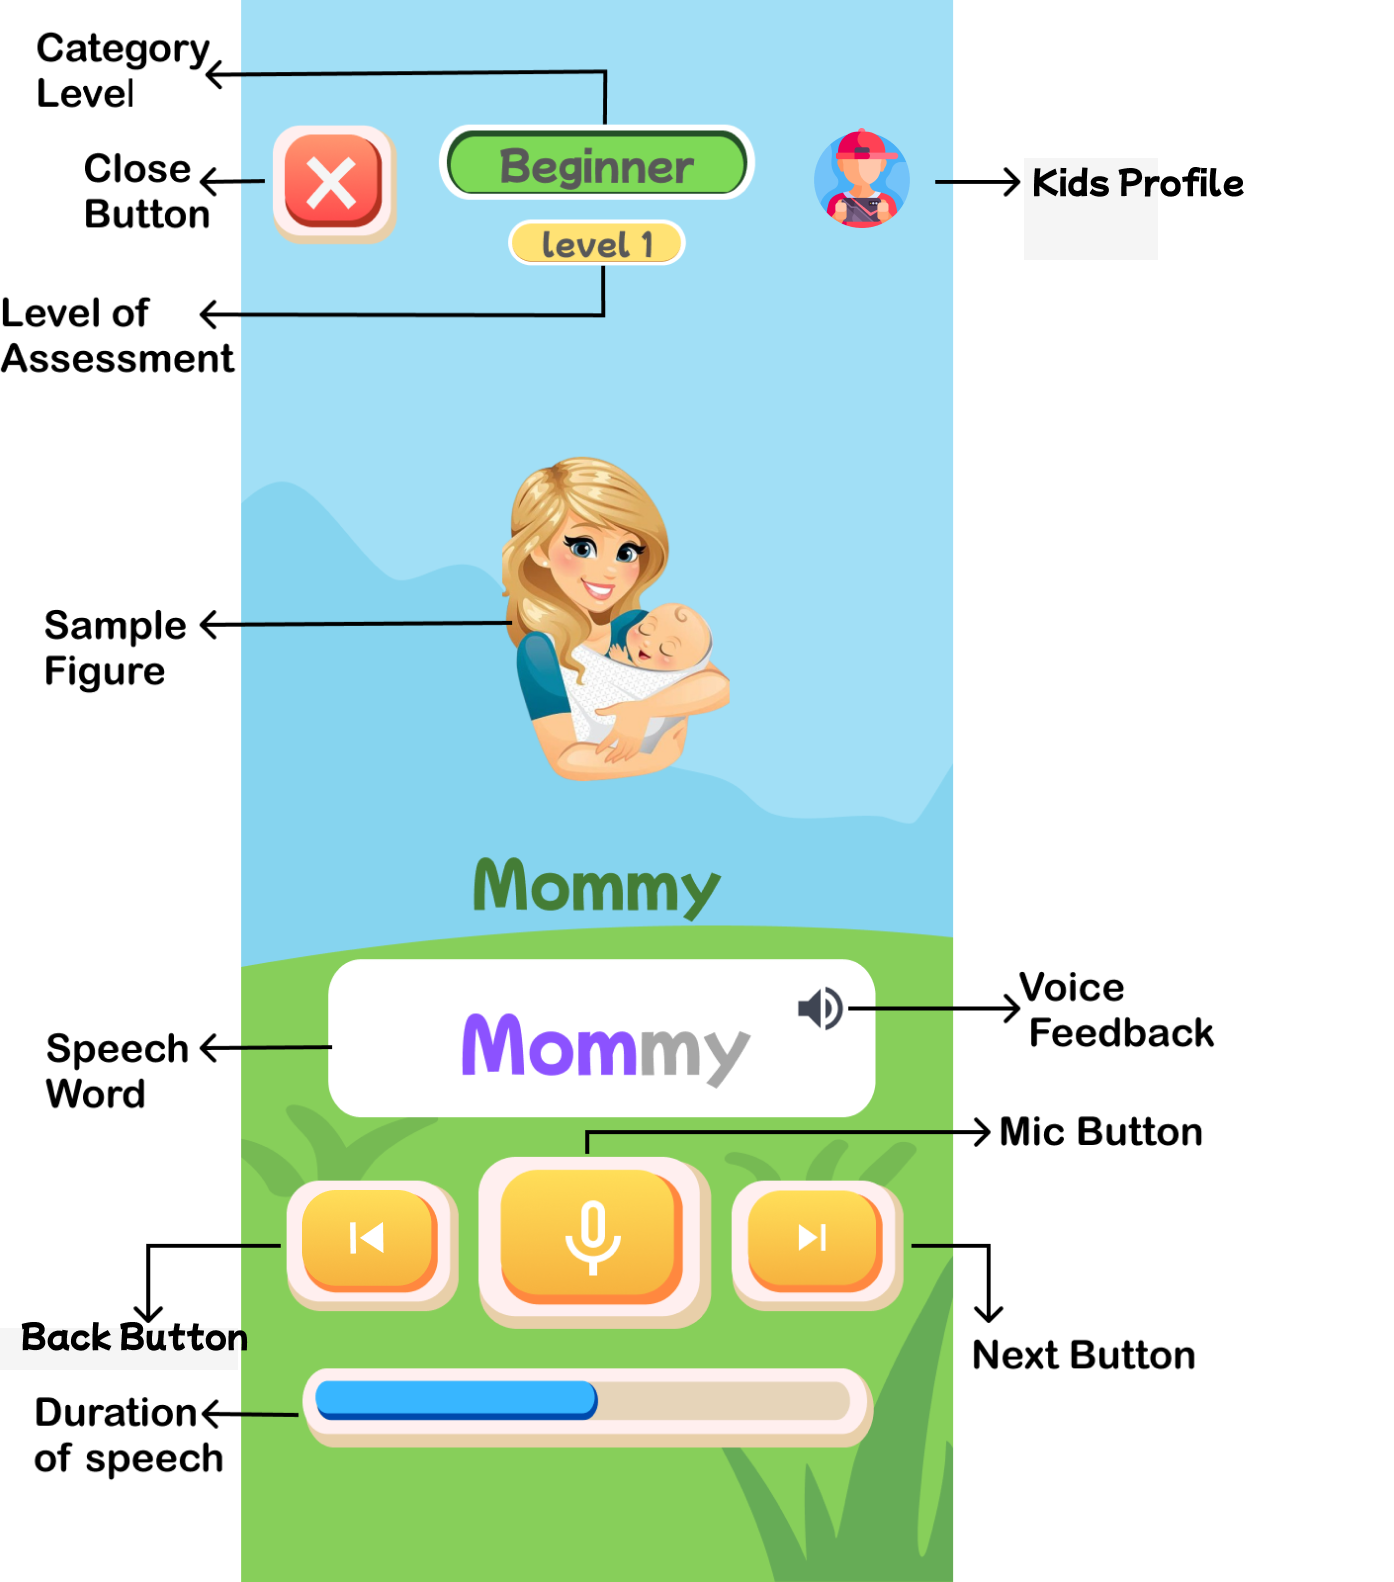 Category
Level
Beginner
Close
Button
Kids Profile
level 1
Level of
Assessment
Sample
Figure
Mommy
Voice
Feedback
Mommy
Speech
Word
Mic Button
Back Button
Next Button
Duration
of speech